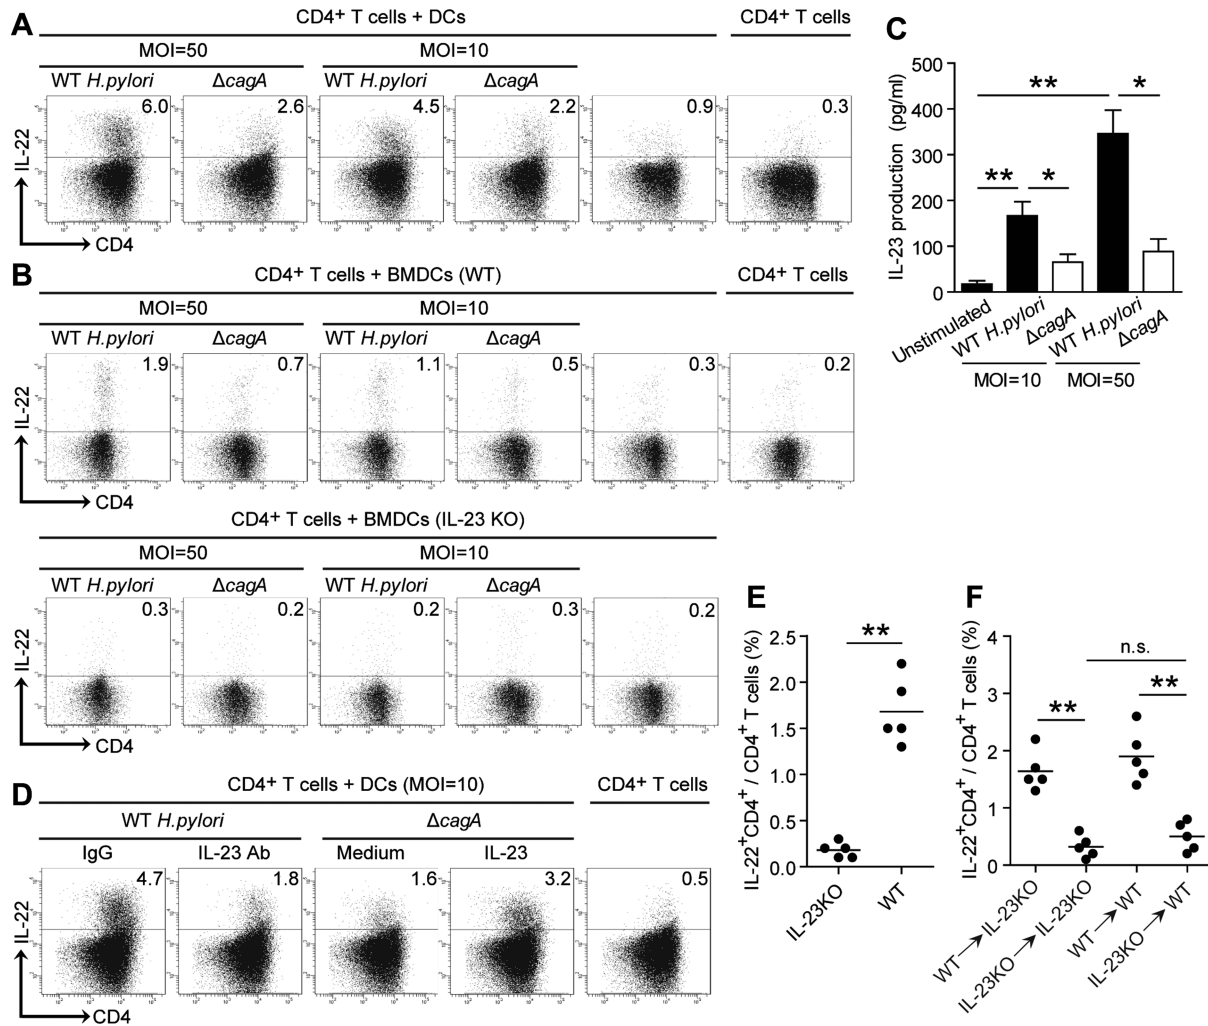 A
CD4+ T cells + DCs
CD4+ T cells
MOI=50
MOI=10
WT H.pylori
ΔcagA
WT H.pylori
ΔcagA
6.0
2.6
4.5
2.2
0.9
0.3
IL-22
CD4
B
CD4+ T cells + BMDCs (WT)
CD4+ T cells
MOI=50
MOI=10
WT H.pylori
ΔcagA
WT H.pylori
ΔcagA
1.9
0.7
1.1
0.5
0.3
0.2
IL-22
CD4
CD4+ T cells + BMDCs (IL-23 KO)
MOI=50
MOI=10
WT H.pylori
ΔcagA
WT H.pylori
ΔcagA
0.3
0.2
0.2
0.3
0.2
IL-22
CD4
C
IL-23 production (pg/ml)
500
400
300
200
100
0
**
*
**
*
Unstimulated
WT H.pylori
ΔcagA
WT H.pylori
ΔcagA
MOI=10
MOI=50
D
CD4+ T cells + DCs (MOI=10)
CD4+ T cells
WT H.pylori
ΔcagA
IgG
IL-23 Ab
Medium
IL-23
4.7
1.8
1.6
3.2
0.5
IL-22
CD4
E
IL-22+CD4+ / CD4+ T cells (%)
2.5
2.0
1.5
1.0
0.5
0.0
**
IL-23KO
WT
F
IL-22+CD4+ / CD4+ T cells (%)
4
3
2
1
0
n.s.
**
**
WT→IL-23KO
IL-23KO→IL-23KO
WT→WT
IL-23KO→WT